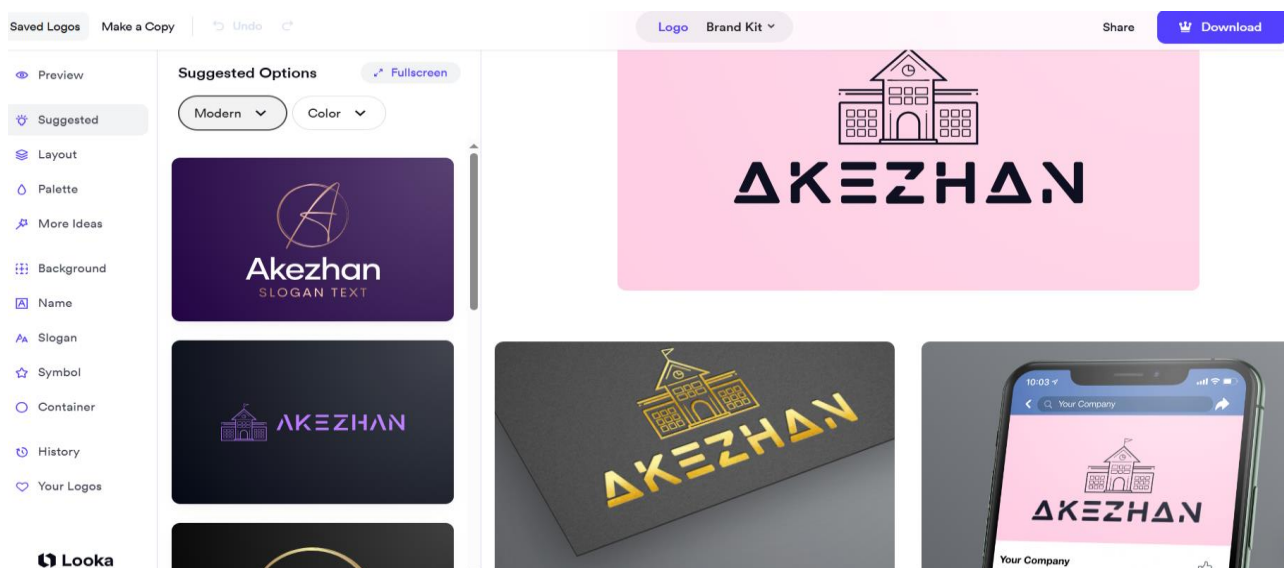 Saved Logos Make a Copy Undo Logo Brand Kit Share Download
Preview
Suggested
Layout
Palette
More Ideas
Background
Name
Slogan
Symbol
Container
History
Your Logos
Looka
Suggested Options Fullscreen
Modern Color
Akezhan
SLOGAN TEXT
AKEZHAN
AKEZHAN
AKEZHAN
10:03
Your Company
AKEZHAN
Your Company